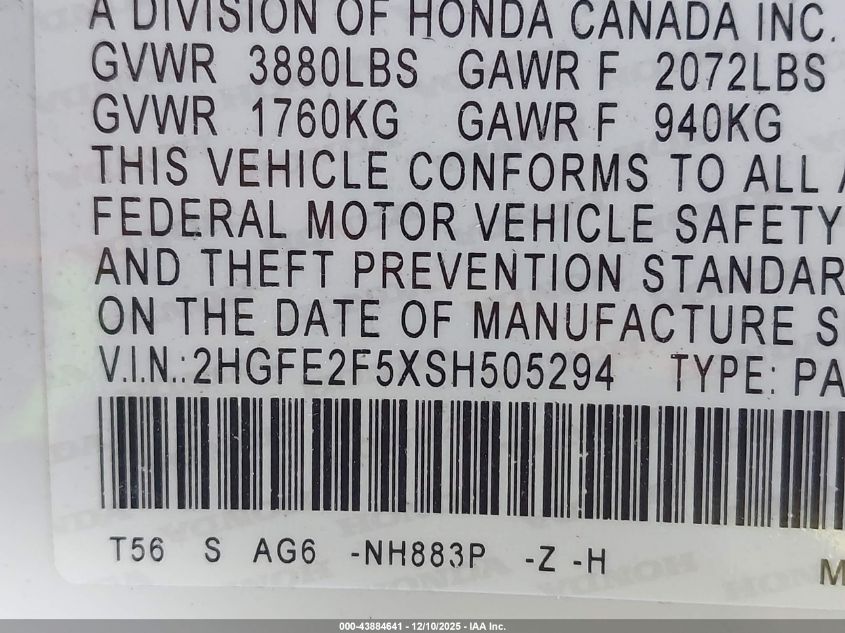 A DIVISION OF HONDA CANADA INC.
GVWR 3880LBS GAWR F 2072LBS
GVWR 1760KG GAWR F 940KG
THIS VEHICLE CONFORMS TO ALL A
FEDERAL MOTOR VEHICLE SAFETY
AND THEFT PREVENTION STANDAR
ON THE DATE OF MANUFACTURE S
V.I.N.:2HGFE2F5XSH505294 TYPE: PA
T56 S AG6 -NH883P -Z -H
M
000-43884641 - 12/10/2025 - IAA Inc.